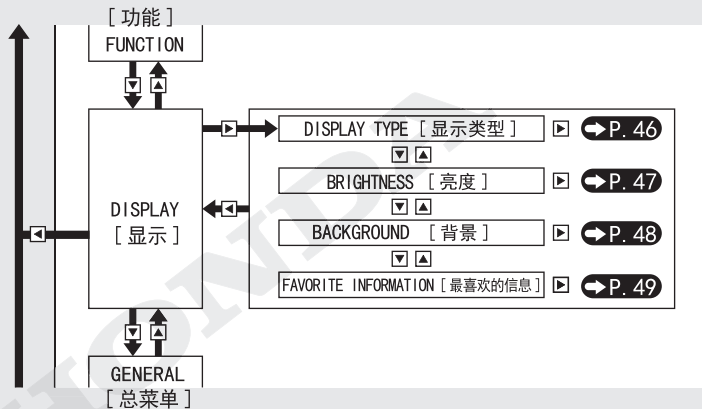 [功能]
FUNCTION
DISPLAY TYPE [显示类型] P. 46
BRIGHTNESS [亮度] P. 47
DISPLAY
[显示]
BACKGROUND [背景] P. 48
FAVORITE INFORMATION [最喜欢的信息] P. 49
GENERAL
[总菜单]
HONDA